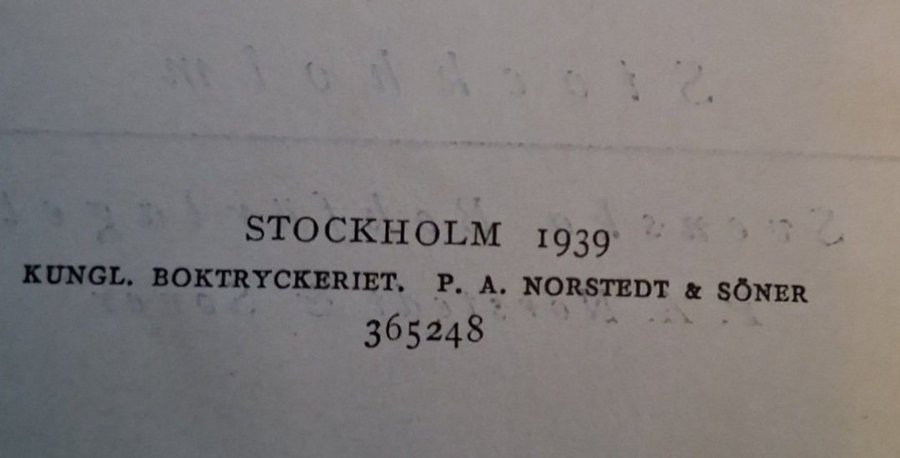 STOCKHOLM 1939
KUNGL. BOKTRYCKERIET. P. A. NORSTEDT & SÖNER
365248